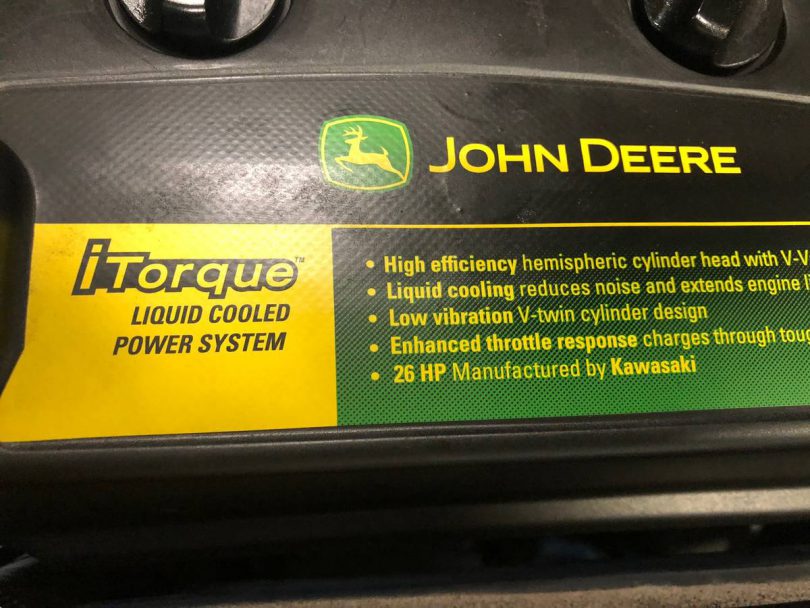 JOHN DEERE
iTorque™
LIQUID COOLED
POWER SYSTEM
• High efficiency hemispheric cylinder head with V-V
• Liquid cooling reduces noise and extends engine
• Low vibration V-twin cylinder design
• Enhanced throttle response charges through
• 26 HP Manufactured by Kawasaki